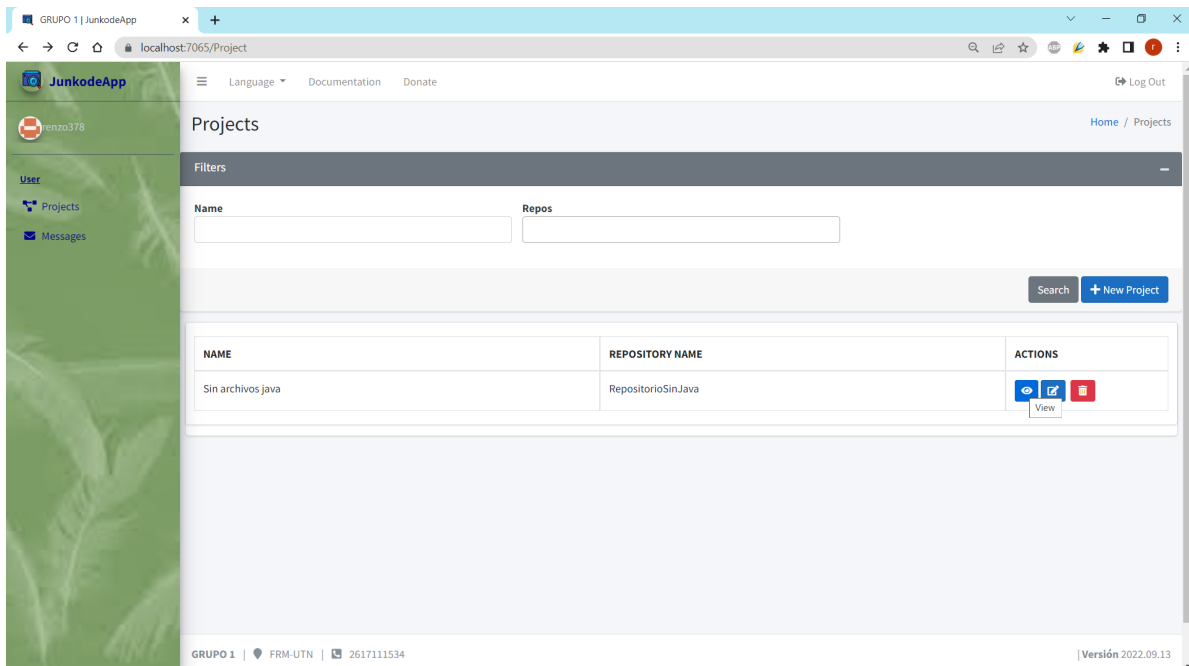 GRUPO 1 | JunkodeApp
localhost:7065/Project
ABP
r
JunkodeApp
Language Documentation Donate Log Out
renzo378
Projects
Home / Projects
Filters
User
Projects
Messages
Name Repos
Search + New Project
NAME REPOSITORY NAME ACTIONS
Sin archivos java RepositorioSinJava
View
GRUPO 1 | FRM-UTN | 2617111534 | Versión 2022.09.13